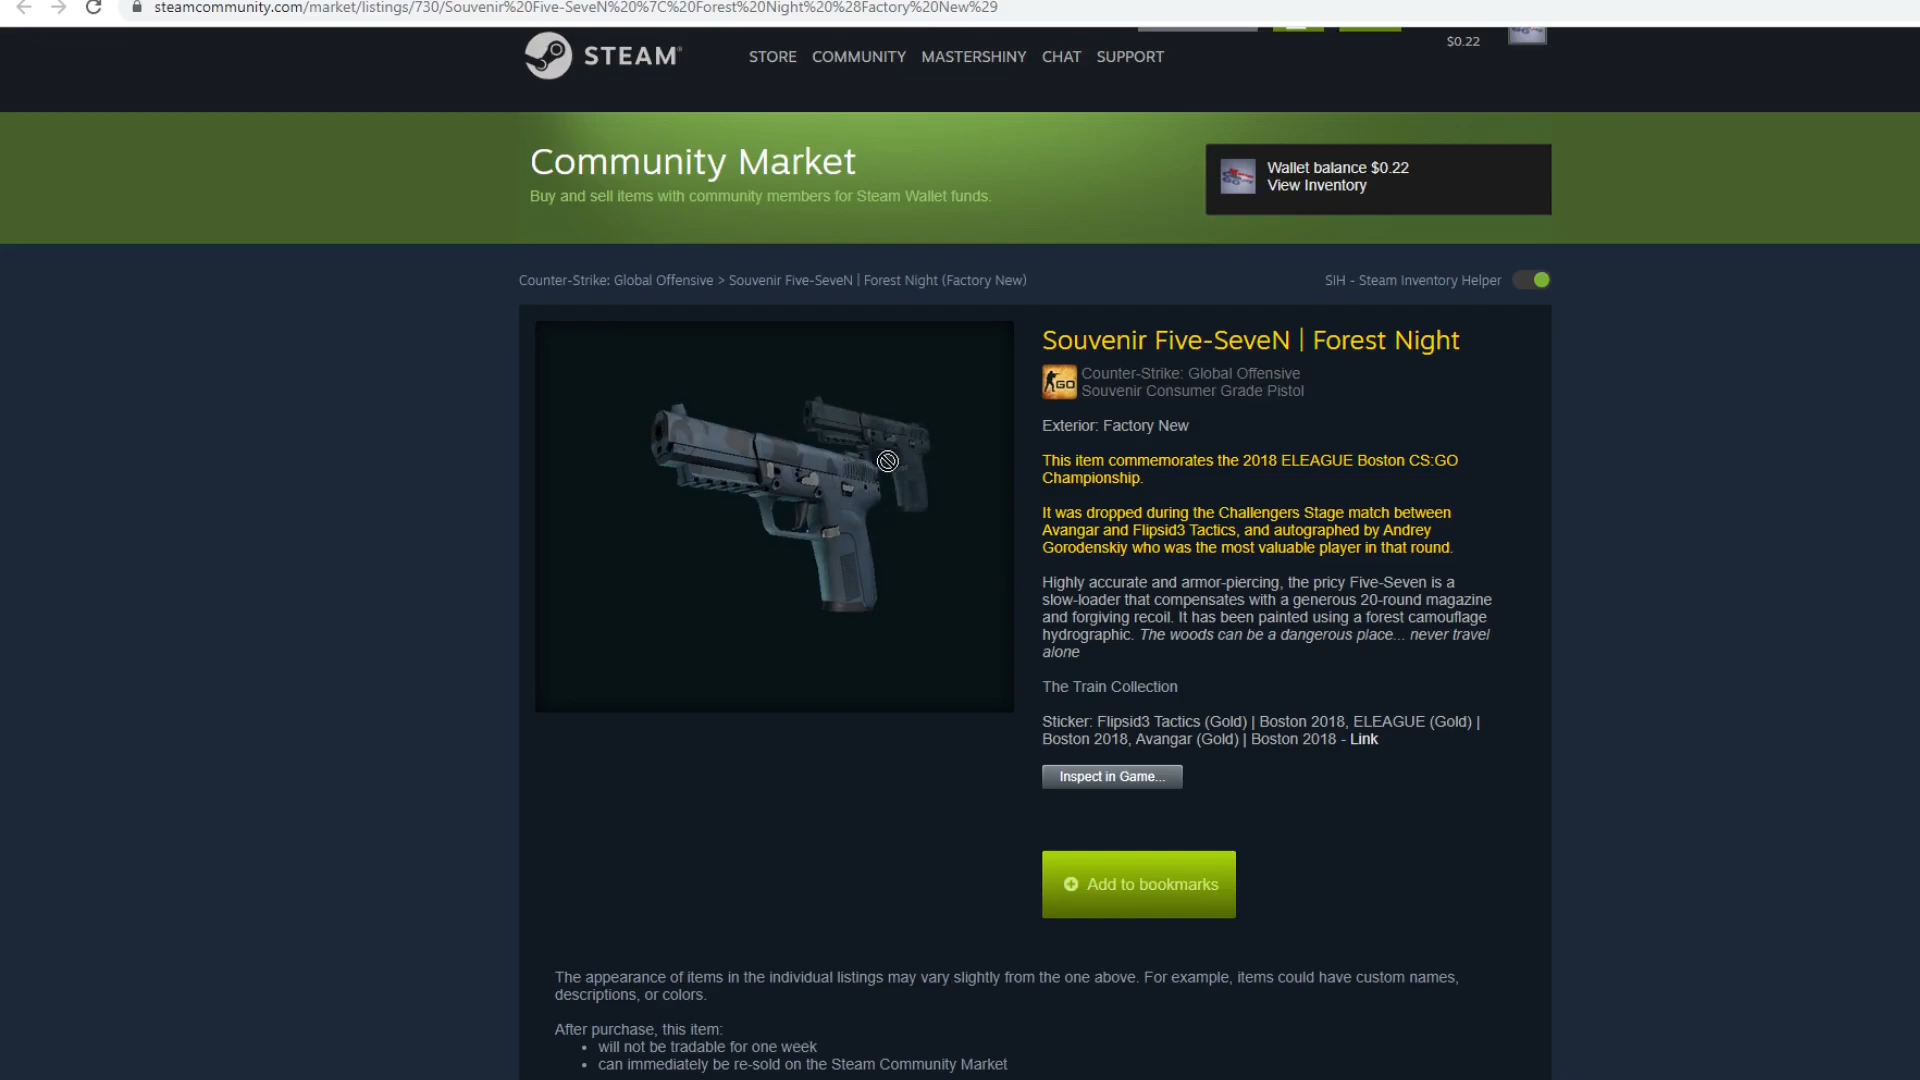 steamcommunity.com/market/listings/730/Souvenir%20Five-SeveN%20%7C%20Forest%20Night%20%28Factory%20New%29
$0.22
STEAM®
STORE COMMUNITY MASTERSHINY CHAT SUPPORT
Community Market
Buy and sell items with community members for Steam Wallet funds.
Wallet balance $0.22
View Inventory
Counter-Strike: Global Offensive > Souvenir Five-SeveN | Forest Night (Factory New)
SIH - Steam Inventory Helper
Souvenir Five-SeveN | Forest Night
GO
Counter-Strike: Global Offensive
Souvenir Consumer Grade Pistol
Exterior: Factory New
This item commemorates the 2018 ELEAGUE Boston CS:GO
Championship.
It was dropped during the Challengers Stage match between
Avangar and Flipsid3 Tactics, and autographed by Andrey
Gorodenskiy who was the most valuable player in that round.
Highly accurate and armor-piercing, the pricy Five-Seven is a
slow-loader that compensates with a generous 20-round magazine
and forgiving recoil. It has been painted using a forest camouflage
hydrographic. The woods can be a dangerous place... never travel
alone
The Train Collection
Sticker: Flipsid3 Tactics (Gold) | Boston 2018, ELEAGUE (Gold) |
Boston 2018, Avangar (Gold) | Boston 2018 - Link
Inspect in Game...
Add to bookmarks
The appearance of items in the individual listings may vary slightly from the one above. For example, items could have custom names,
descriptions, or colors.
After purchase, this item:
• will not be tradable for one week
• can immediately be re-sold on the Steam Community Market